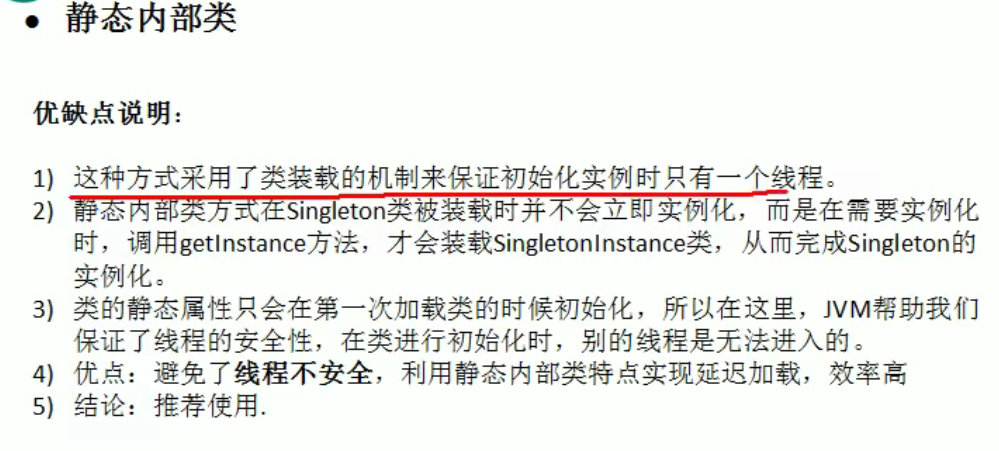 ● 静态内部类
优缺点说明：
1) 这种方式采用了类装载的机制来保证初始化实例时只有一个线程。
2) 静态内部类方式在Singleton类被装载时并不会立即实例化，而是在需要实例化
时，调用getInstance方法，才会装载SingletonInstance类，从而完成Singleton的
实例化。
3) 类的静态属性只会在第一次加载类的时候初始化，所以在这里，JVM帮助我们
保证了线程的安全性，在类进行初始化时，别的线程是无法进入的。
4) 优点：避免了线程不安全，利用静态内部类特点实现延迟加载，效率高
5) 结论：推荐使用.